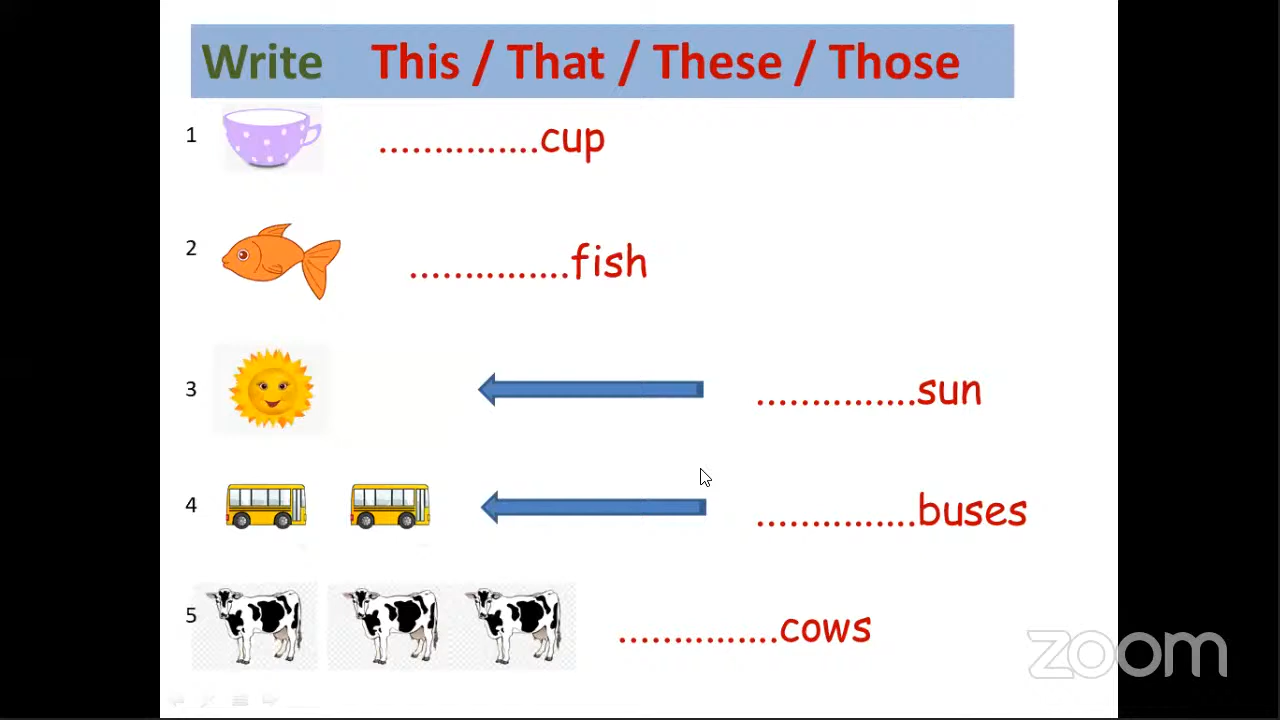 Write This / That / These / Those
1 ...............cup
2 ...............fish
3 ...............sun
4 ...............buses
5 ...............cows
zoom